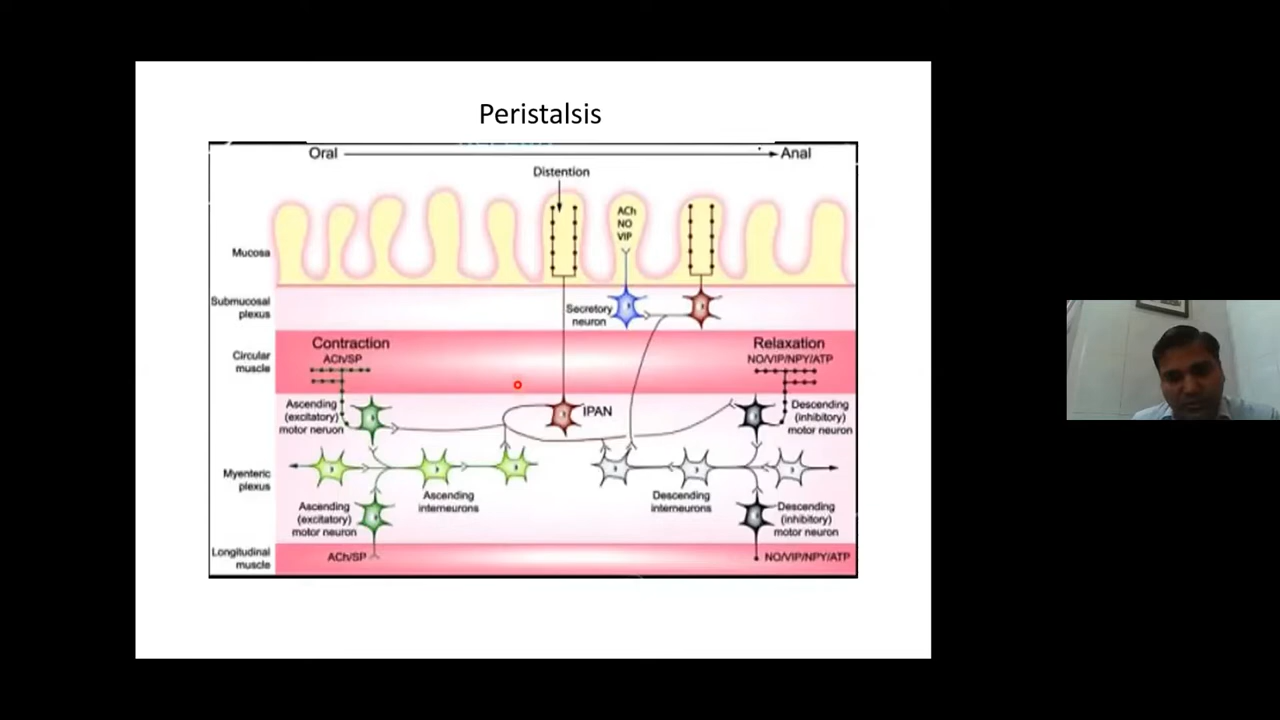 Peristalsis
Oral
Anal
Distention
ACh
NO
VIP
Mucosa
Submucosal
plexus
Secretory
neuron
Circular
muscle
Contraction
ACh/SP
Relaxation
NO/VIP/NPY/ATP
Ascending
(excitatory)
motor neruon
IPAN
Descending
(inhibitory)
motor neuron
Myenteric
plexus
Ascending
interneurons
Descending
interneurons
Ascending
(excitatory)
motor neuron
Descending
(inhibitory)
motor neuron
Longitudinal
muscle
ACh/SP
NO/VIP/NPY/ATP